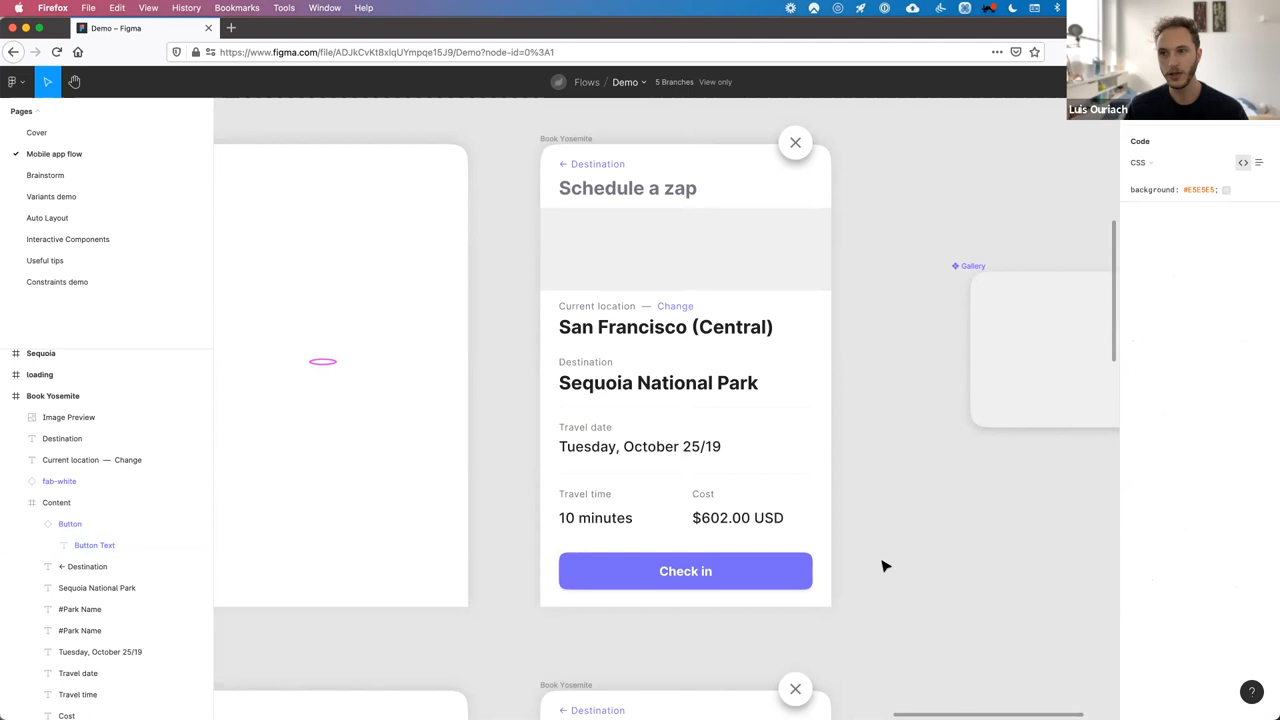 Firefox File Edit View History Bookmarks Tools Window Help
Demo – Figma
https://www.figma.com/file/ADJkCvKt8xIqUYmpqe15J9/Demo?node-id=0%3A1
Luis Ouriach
Flows / Demo 5 Branches View only
Pages
Cover
Mobile app flow
Brainstorm
Variants demo
Auto Layout
Interactive Components
Useful tips
Constraints demo
Sequoia
loading
Book Yosemite
Image Preview
Destination
Current location — Change
fab-white
Content
Button
Button Text
← Destination
Sequoia National Park
#Park Name
#Park Name
Tuesday, October 25/19
Travel date
Travel time
Cost
Book Yosemite
← Destination
Schedule a zap
Current location — Change
San Francisco (Central)
Destination
Sequoia National Park
Travel date
Tuesday, October 25/19
Travel time Cost
10 minutes $602.00 USD
Check in
Book Yosemite
← Destination
Gallery
Code
CSS
background: #E5E5E5;
?